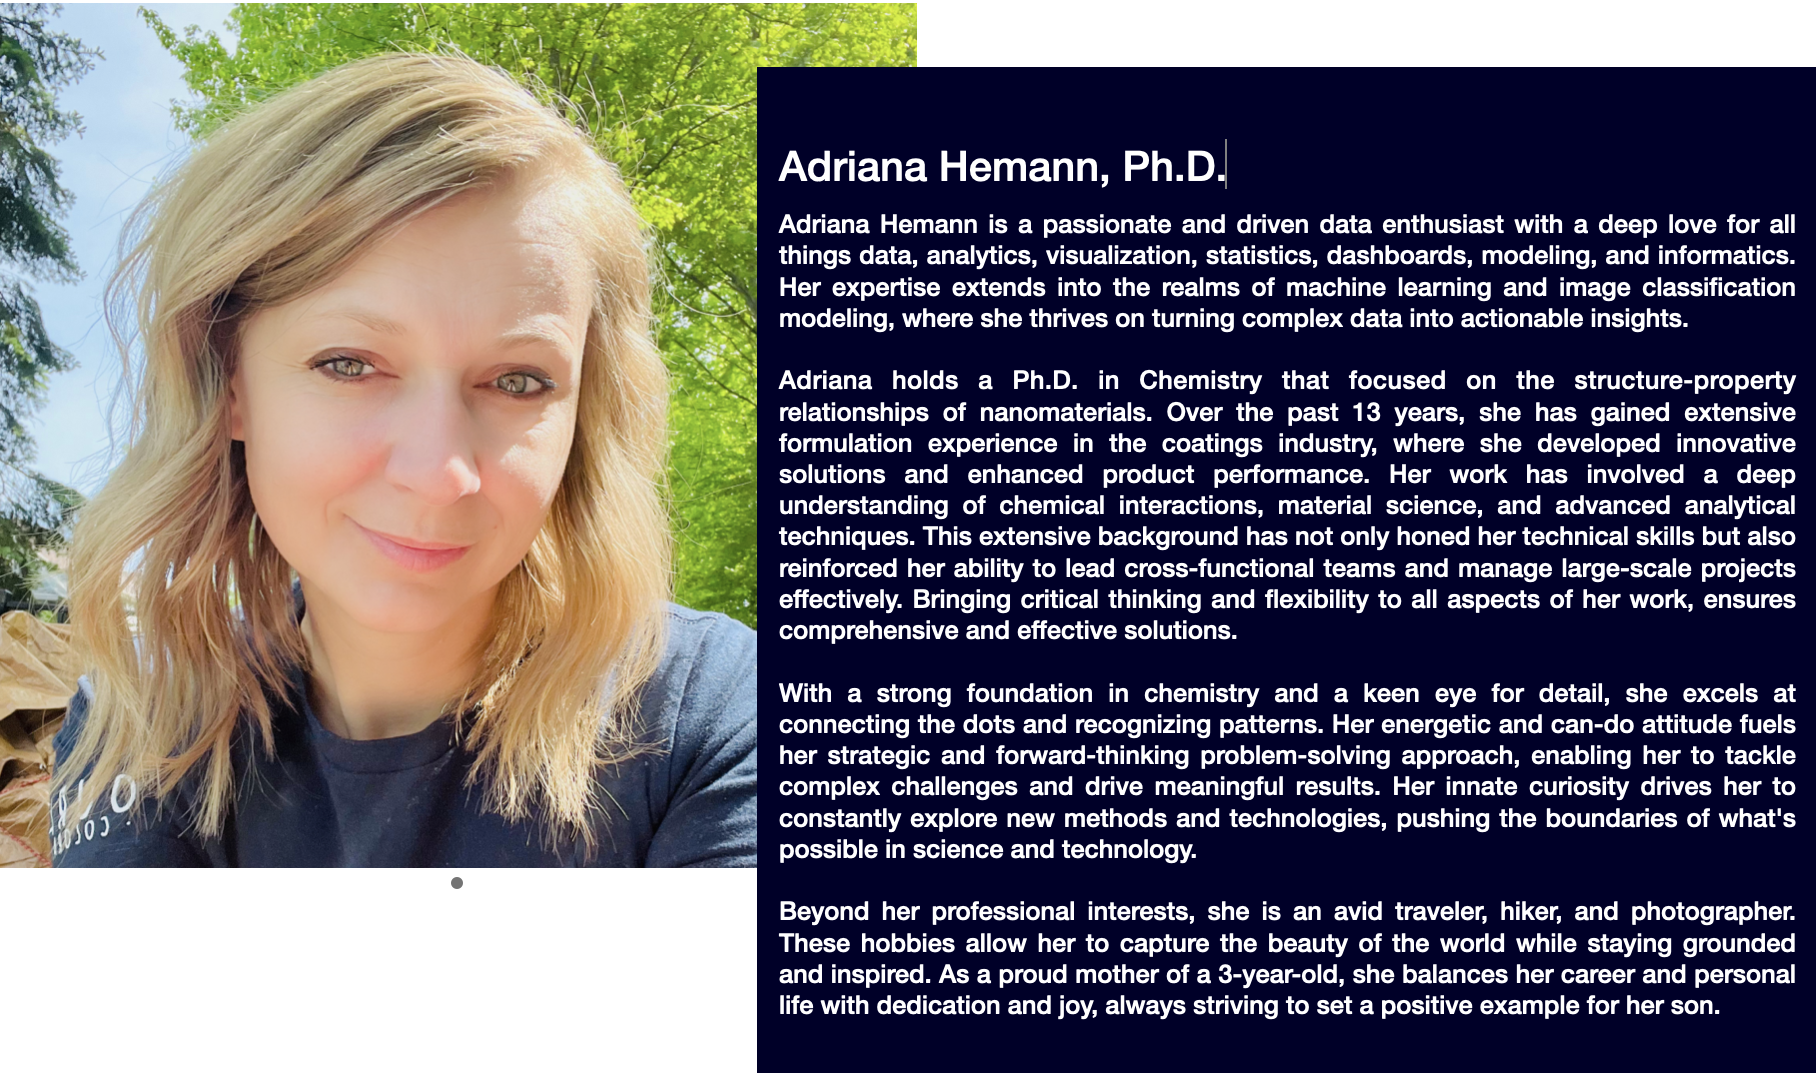 Adriana Hemann, Ph.D.
Adriana Hemann is a passionate and driven data enthusiast with a deep love for all
things data, analytics, visualization, statistics, dashboards, modeling, and informatics.
Her expertise extends into the realms of machine learning and image classification
modeling, where she thrives on turning complex data into actionable insights.
Adriana holds a Ph.D. in Chemistry that focused on the structure-property
relationships of nanomaterials. Over the past 13 years, she has gained extensive
formulation experience in the coatings industry, where she developed innovative
solutions and enhanced product performance. Her work has involved a deep
understanding of chemical interactions, material science, and advanced analytical
techniques. This extensive background has not only honed her technical skills but also
reinforced her ability to lead cross-functional teams and manage large-scale projects
effectively. Bringing critical thinking and flexibility to all aspects of her work, ensures
comprehensive and effective solutions.
With a strong foundation in chemistry and a keen eye for detail, she excels at
connecting the dots and recognizing patterns. Her energetic and can-do attitude fuels
her strategic and forward-thinking problem-solving approach, enabling her to tackle
complex challenges and drive meaningful results. Her innate curiosity drives her to
constantly explore new methods and technologies, pushing the boundaries of what's
possible in science and technology.
Beyond her professional interests, she is an avid traveler, hiker, and photographer.
These hobbies allow her to capture the beauty of the world while staying grounded
and inspired. As a proud mother of a 3-year-old, she balances her career and personal
life with dedication and joy, always striving to set a positive example for her son.